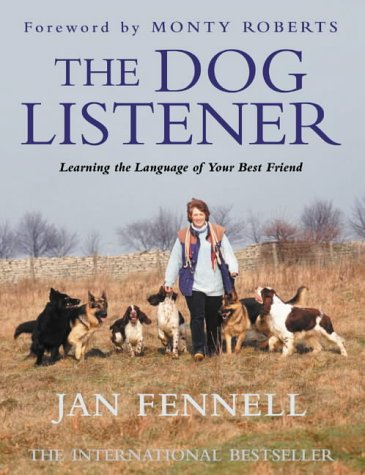 Foreword by MONTY ROBERTS
THE DOG
LISTENER
Learning the Language of Your Best Friend
JAN FENNELL
THE INTERNATIONAL BESTSELLER